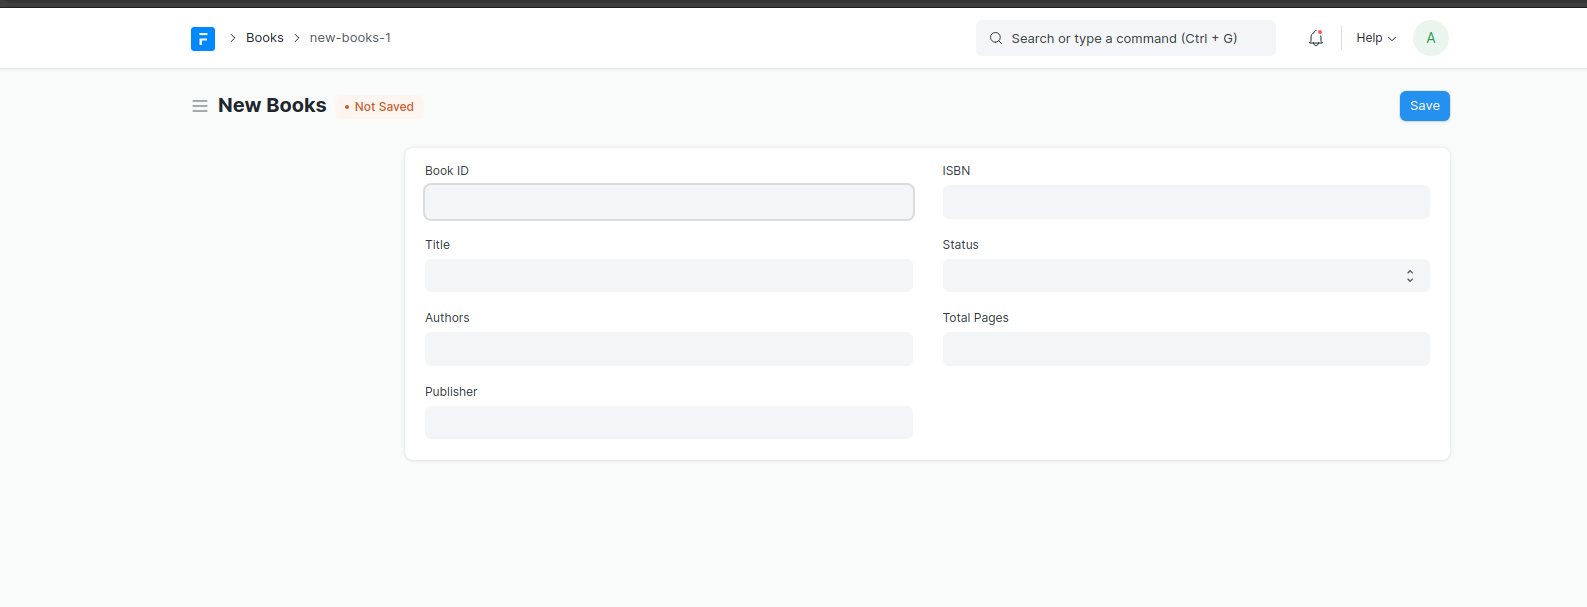 Books
new-books-1
Search or type a command (Ctrl + G)
Help
A
New Books
Not Saved
Save
Book ID
ISBN
Title
Status
Authors
Total Pages
Publisher